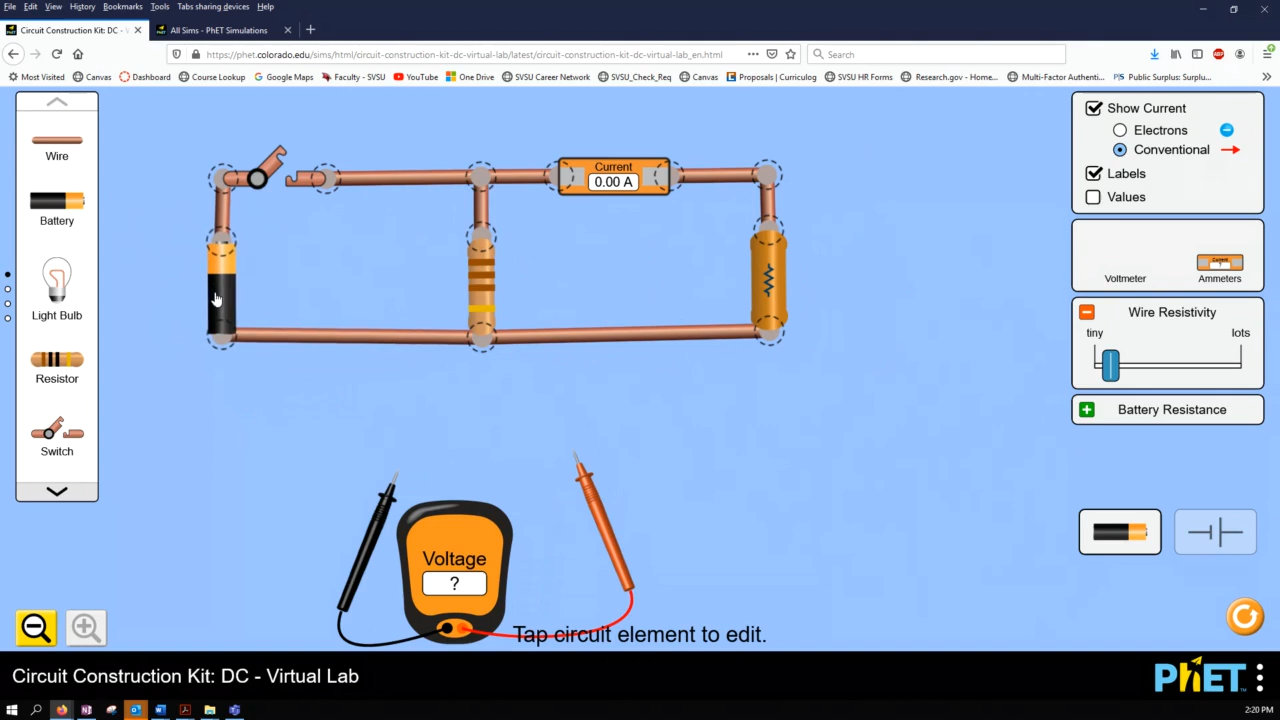 File Edit View History Bookmarks Tools Tabs sharing devices Help
Circuit Construction Kit: DC - V
All Sims - PhET Simulations
https://phet.colorado.edu/sims/html/circuit-construction-kit-dc-virtual-lab/latest/circuit-construction-kit-dc-virtual-lab_en.html
Search
Most Visited Canvas Dashboard Course Lookup Google Maps Faculty - SVSU YouTube One Drive SVSU Career Network SVSU_Check_Req Canvas Proposals | Curriculog SVSU HR Forms Research.gov - Home... Multi-Factor Authenti... Public Surplus: Surplu...
Wire
Battery
Light Bulb
Resistor
Switch
Current
0.00 A
Show Current
Electrons
Conventional
Labels
Values
Voltmeter
Current
?
Ammeters
Wire Resistivity
tiny
lots
Battery Resistance
Voltage
?
Tap circuit element to edit.
Circuit Construction Kit: DC - Virtual Lab
PhET
2:20 PM